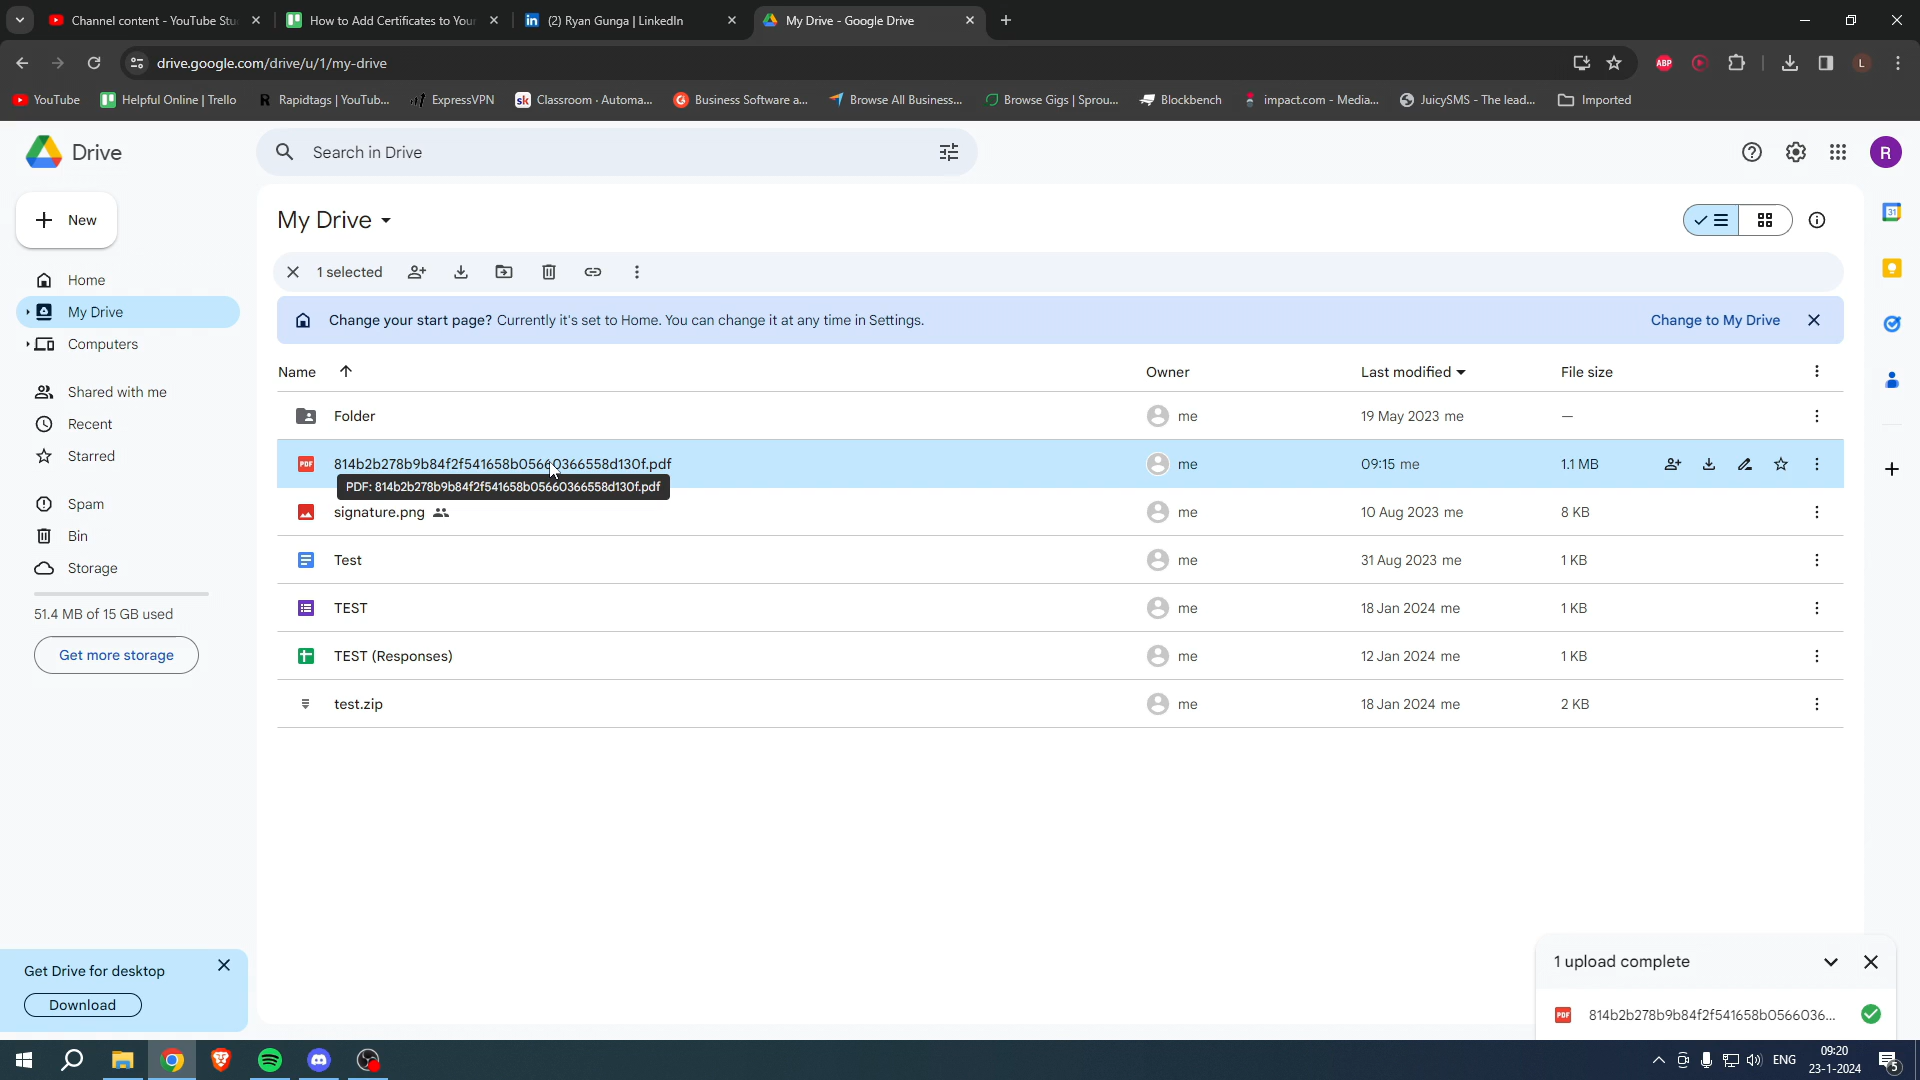 Channel content - YouTube Stu
How to Add Certificates to Your
(2) Ryan Gunga | LinkedIn
My Drive - Google Drive
drive.google.com/drive/u/1/my-drive
ABP
L
YouTube
Helpful Online | Trello
Rapidtags | YouTub...
ExpressVPN
sk Classroom - Automa...
Business Software a...
Browse All Business...
Browse Gigs | Sprou...
Blockbench
impact.com - Media...
JuicySMS - The lead...
Imported
Drive
Search in Drive
R
New
My Drive
31
1 selected
Home
Change your start page? Currently it's set to Home. You can change it at any time in Settings.
Change to My Drive
My Drive
Computers
Name
Owner
Last modified
File size
Shared with me
Folder
me
19 May 2023 me
—
Recent
Starred
PDF 814b2b278b9b84f2f541658b05660366558d130f.pdf
me
09:15 me
1.1 MB
PDF: 814b2b278b9b84f2f541658b05660366558d130f.pdf
Spam
signature.png
me
10 Aug 2023 me
8 KB
Bin
Test
me
31 Aug 2023 me
1 KB
Storage
TEST
me
18 Jan 2024 me
1 KB
51.4 MB of 15 GB used
Get more storage
TEST (Responses)
me
12 Jan 2024 me
1 KB
test.zip
me
18 Jan 2024 me
2 KB
Get Drive for desktop
Download
1 upload complete
PDF 814b2b278b9b84f2f541658b0566036...
ENG
09:20
23-1-2024
5